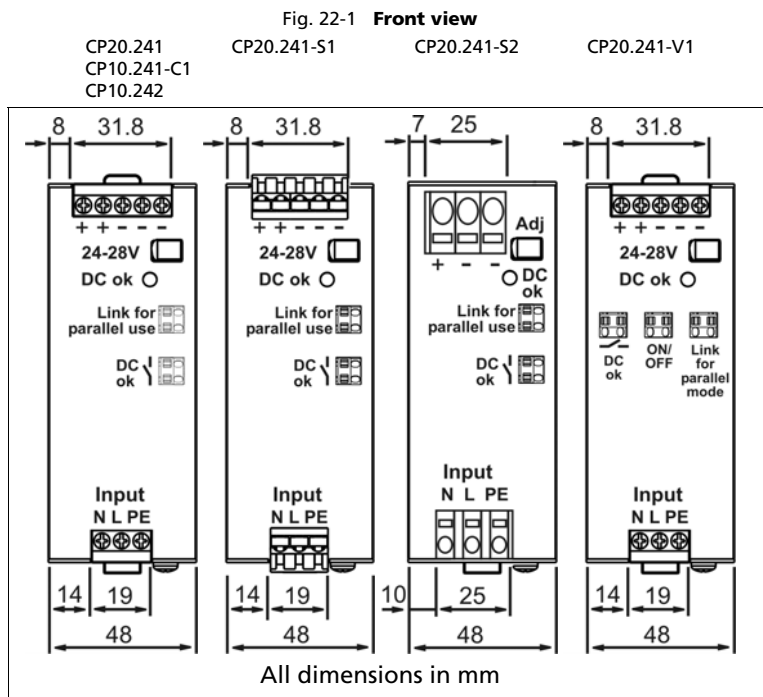 Fig. 22-1 Front view
CP20.241
CP10.241-C1
CP10.242
CP20.241-S1
CP20.241-S2
CP20.241-V1
8 31.8
+ + - - -
24-28V
DC ok
Link for
parallel use
DC
ok
Input
N L PE
14 19
48
8 31.8
+ + - - -
24-28V
DC ok
Link for
parallel use
DC
ok
Input
N L PE
14 19
48
7 25
Adj
+ - -
DC
ok
Link for
parallel use
DC
ok
Input
N L PE
10 25
48
8 31.8
+ + - - -
24-28V
DC ok
DC
ok
ON/
OFF
Link
for
parallel
mode
Input
N L PE
14 19
48
All dimensions in mm